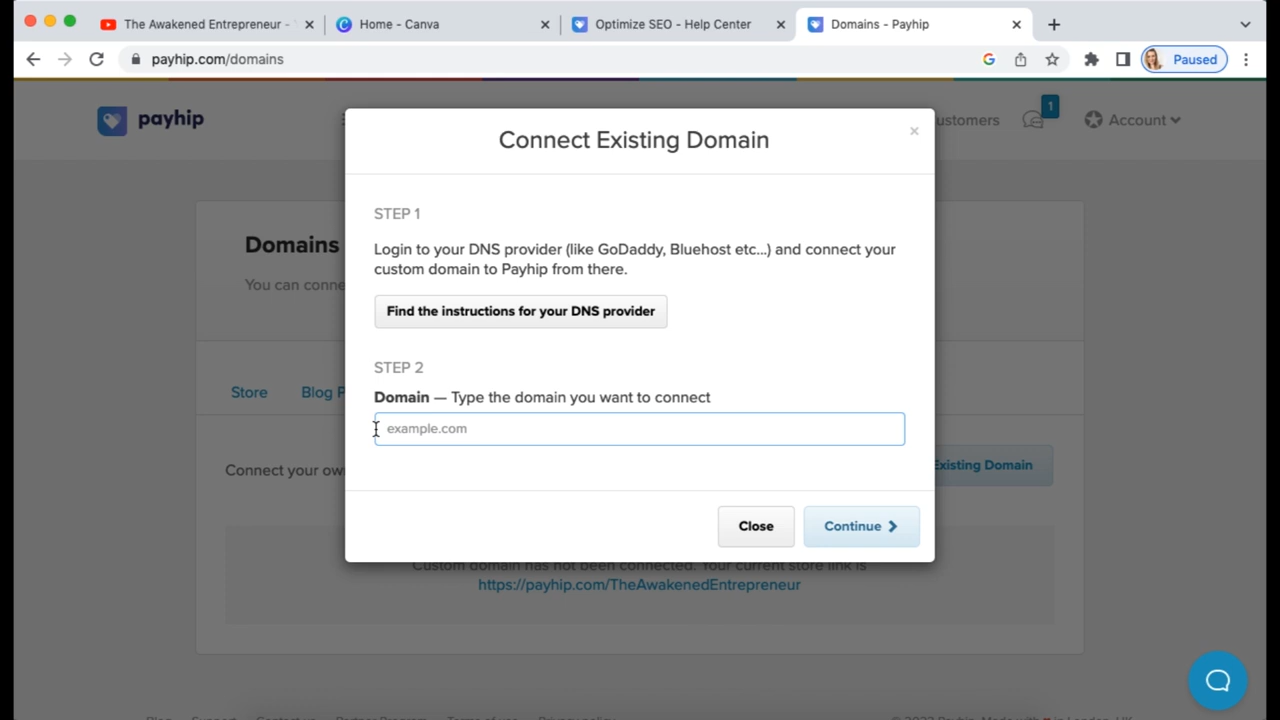 The Awakened Entrepreneur -
Home - Canva
Optimize SEO - Help Center
Domains - Payhip
payhip.com/domains
Paused
payhip
ustomers
1
Account
Connect Existing Domain
×
STEP 1
Login to your DNS provider (like GoDaddy, Bluehost etc...) and connect your
custom domain to Payhip from there.
Find the instructions for your DNS provider
STEP 2
Domain — Type the domain you want to connect
example.com
Close
Continue
Domains
You can conne
Store
Blog P
Connect your ow
Existing Domain
Custom domain has not been connected. Your current store link is
https://payhip.com/TheAwakenedEntrepreneur